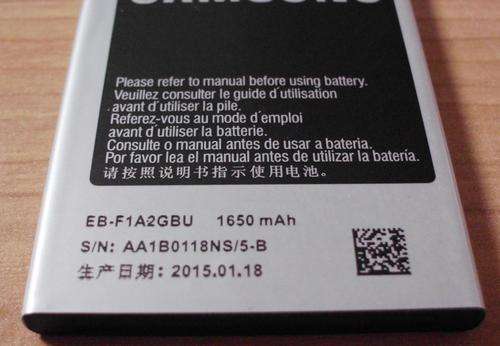 SAMSUNG
Please refer to manual before using battery.
Veuillez consulter le guide d'utilisation
avant d'utiliser la pile.
Referez-vous au mode d'emploi
avant d'utiliser la batterie.
Consulte o manual antes de usar a bateria.
Por favor lea el manual antes de utilizar la batería.
请按照说明书指示使用电池。
EB-F1A2GBU 1650 mAh
S/N: AA1B0118NS/5-B
生产日期: 2015.01.18